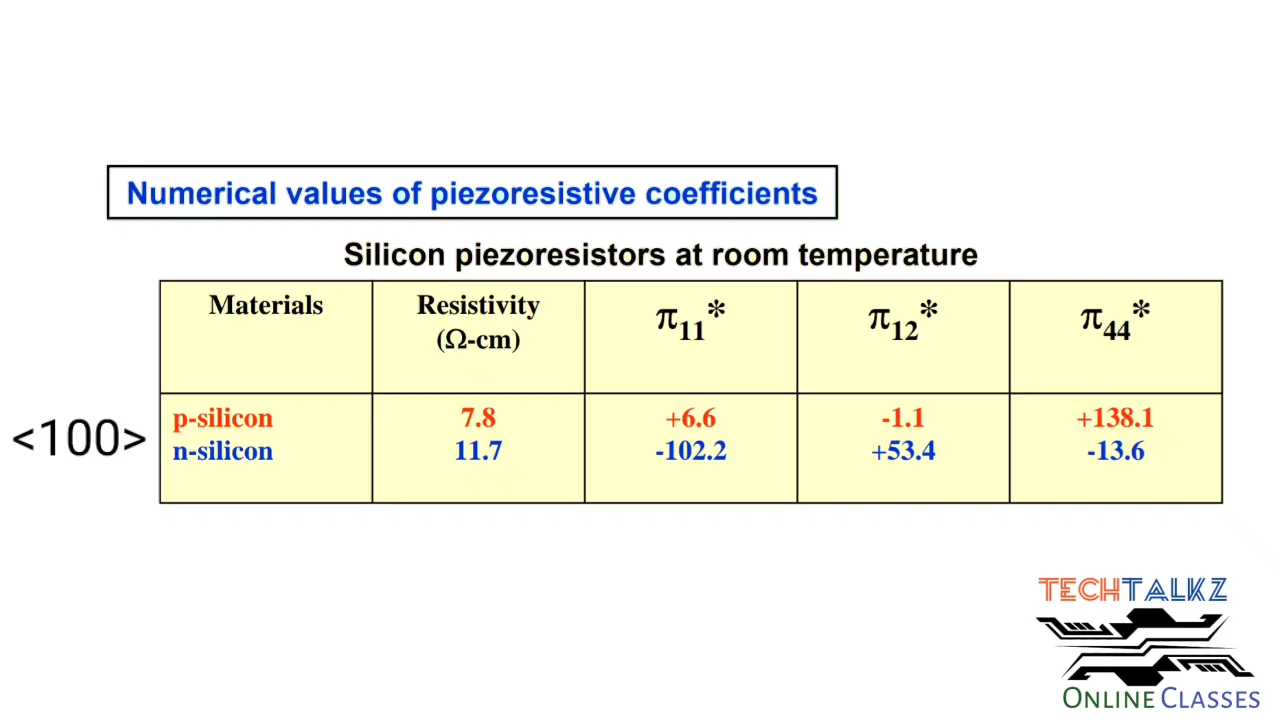 Numerical values of piezoresistive coefficients
Silicon piezoresistors at room temperature
Materials Resistivity (Ω-cm) π11* π12* π44*
<100>
p-silicon 7.8 +6.6 -1.1 +138.1
n-silicon 11.7 -102.2 +53.4 -13.6
TECHTALKZ
ONLINE CLASSES